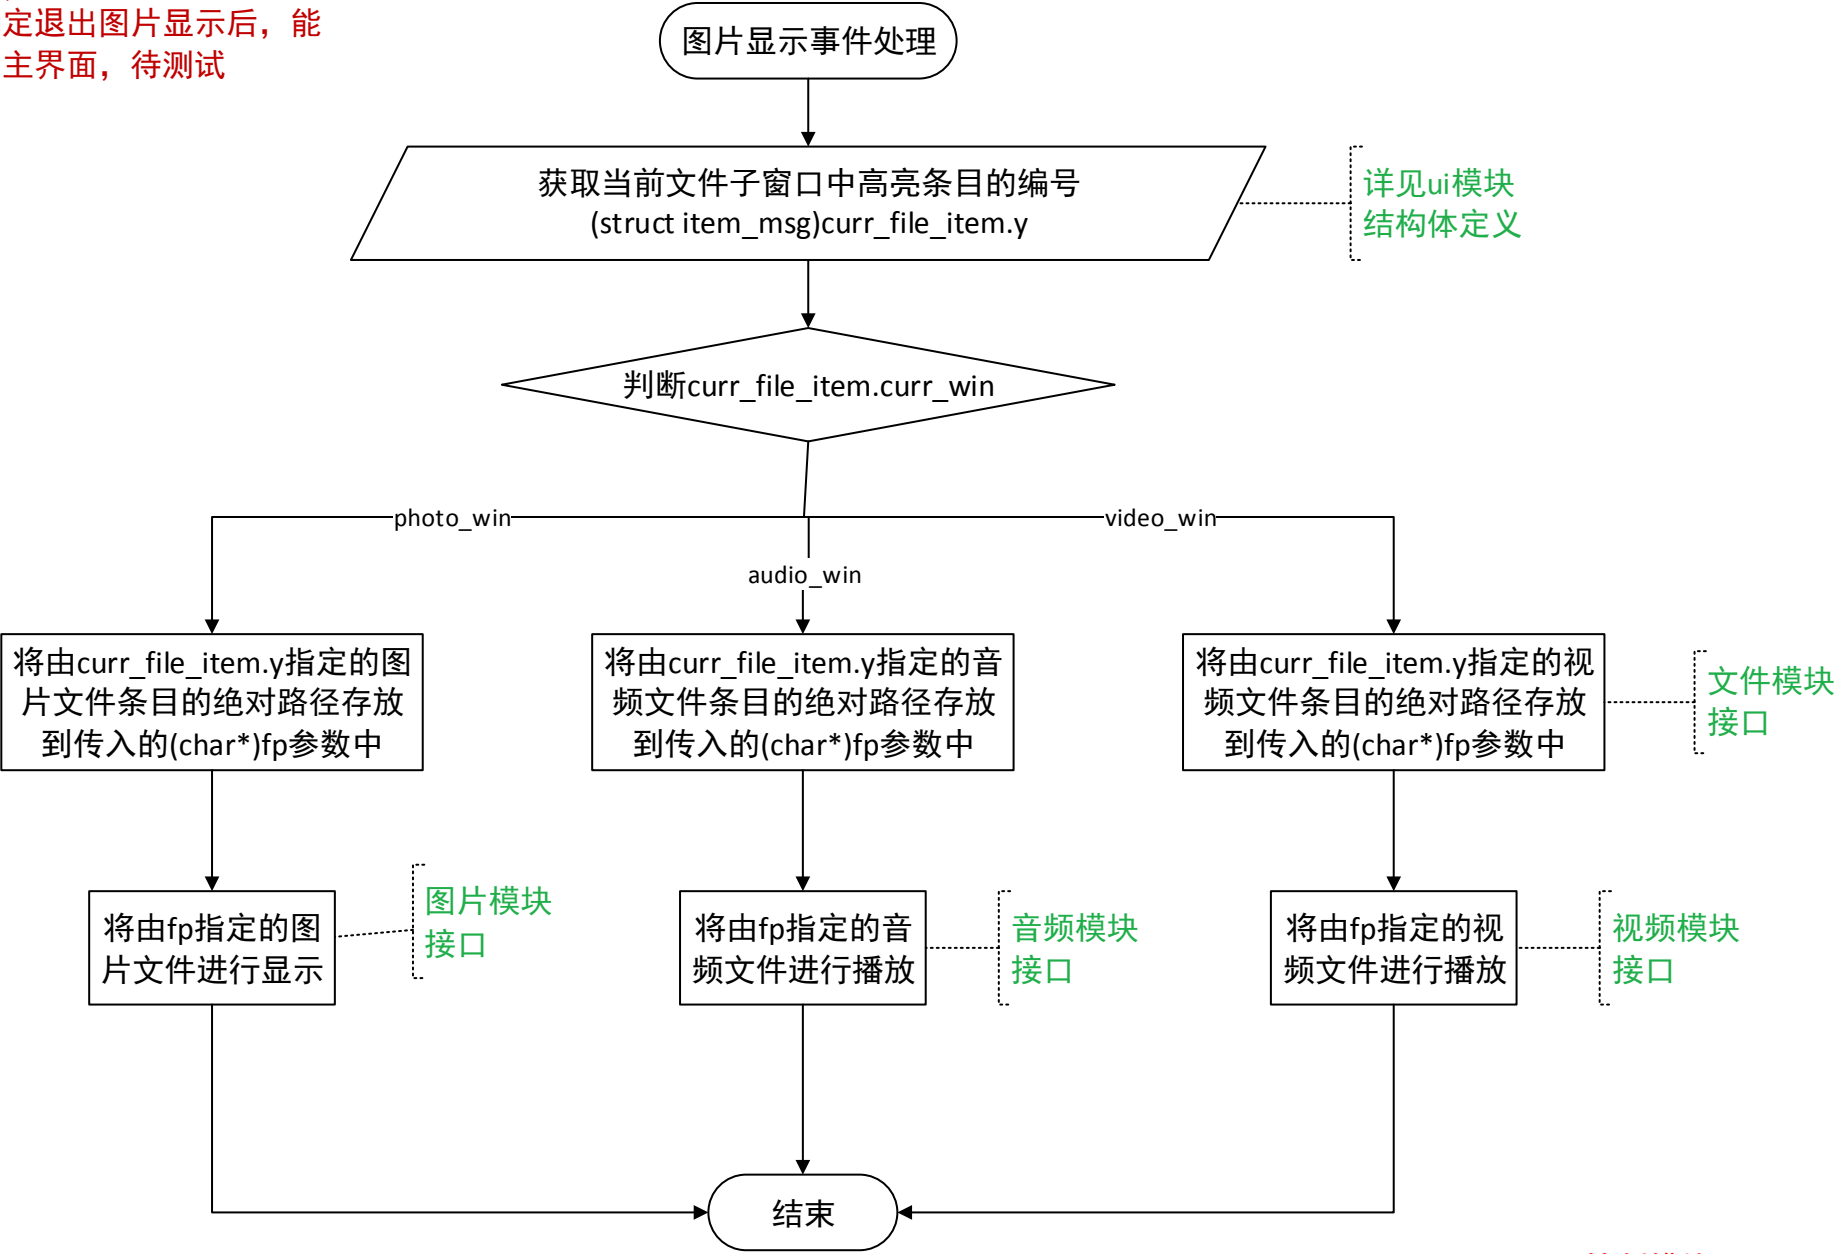 定退出图片显示后，能
主界面，待测试
图片显示事件处理
获取当前文件子窗口中高亮条目的编号
(struct item_msg)curr_file_item.y
详见ui模块
结构体定义
判断curr_file_item.curr_win
photo_win
video_win
audio_win
将由curr_file_item.y指定的图
片文件条目的绝对路径存放
到传入的(char*)fp参数中
将由curr_file_item.y指定的音
频文件条目的绝对路径存放
到传入的(char*)fp参数中
将由curr_file_item.y指定的视
频文件条目的绝对路径存放
到传入的(char*)fp参数中
文件模块
接口
将由fp指定的图
片文件进行显示
图片模块
接口
将由fp指定的音
频文件进行播放
音频模块
接口
将由fp指定的视
频文件进行播放
视频模块
接口
结束